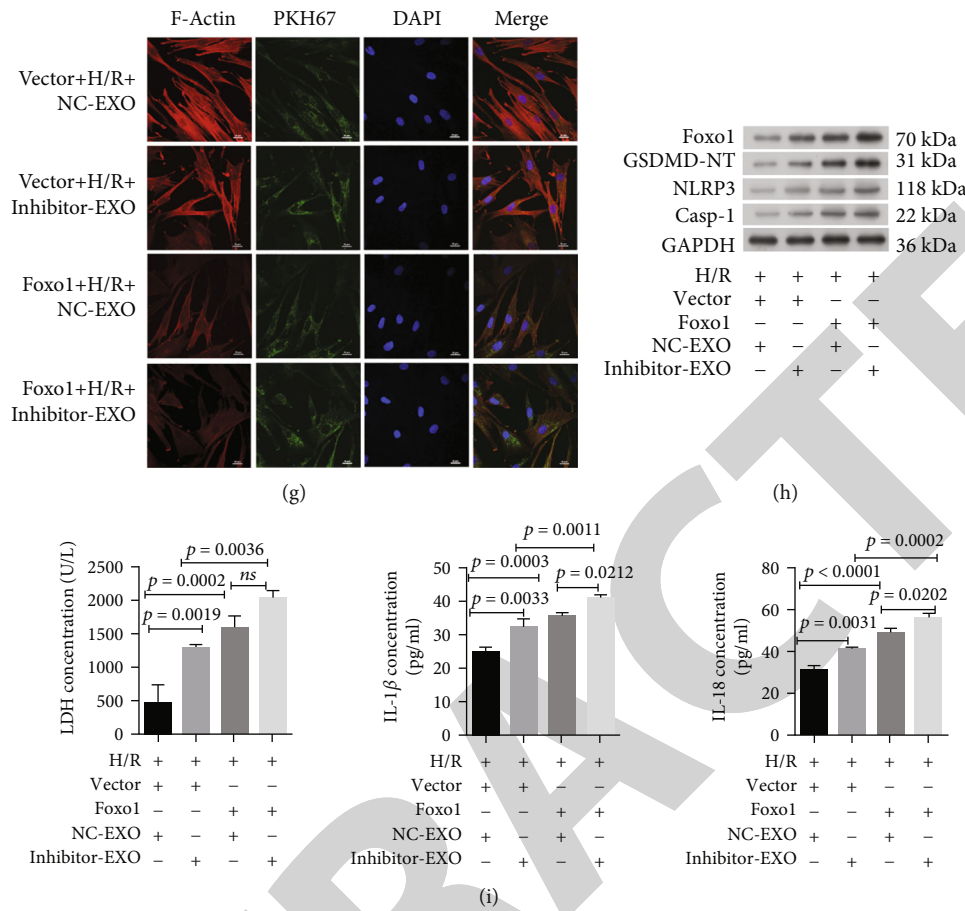 F-Actin PKH67 DAPI Merge
Vector+H/R+
NC-EXO
Vector+H/R+
Inhibitor-EXO
Foxo1+H/R+
NC-EXO
Foxo1+H/R+
Inhibitor-EXO
(g)
Foxo1 70 kDa
GSDMD-NT 31 kDa
NLRP3 118 kDa
Casp-1 22 kDa
GAPDH 36 kDa
H/R + + + +
Vector + + – –
Foxo1 – – + +
NC-EXO + – + –
Inhibitor-EXO – + – +
(h)
LDH concentration (U/L)
2500
2000
1500
1000
500
0
p = 0.0036
p = 0.0002 ns
p = 0.0019
H/R + + + +
Vector + + – –
Foxo1 – – + +
NC-EXO + – + –
Inhibitor-EXO – + – +
IL-1β concentration
(pg/ml)
50
40
30
20
10
0
p = 0.0011
p = 0.0003
p = 0.0212
p = 0.0033
H/R + + + +
Vector + + – –
Foxo1 – – + +
NC-EXO + – + –
Inhibitor-EXO – + – +
IL-18 concentration
(pg/ml)
80
60
40
20
0
p = 0.0002
p < 0.0001
p = 0.0202
p = 0.0031
H/R + + + +
Vector + + – –
Foxo1 – – + +
NC-EXO + – + –
Inhibitor-EXO – + – +
(i)